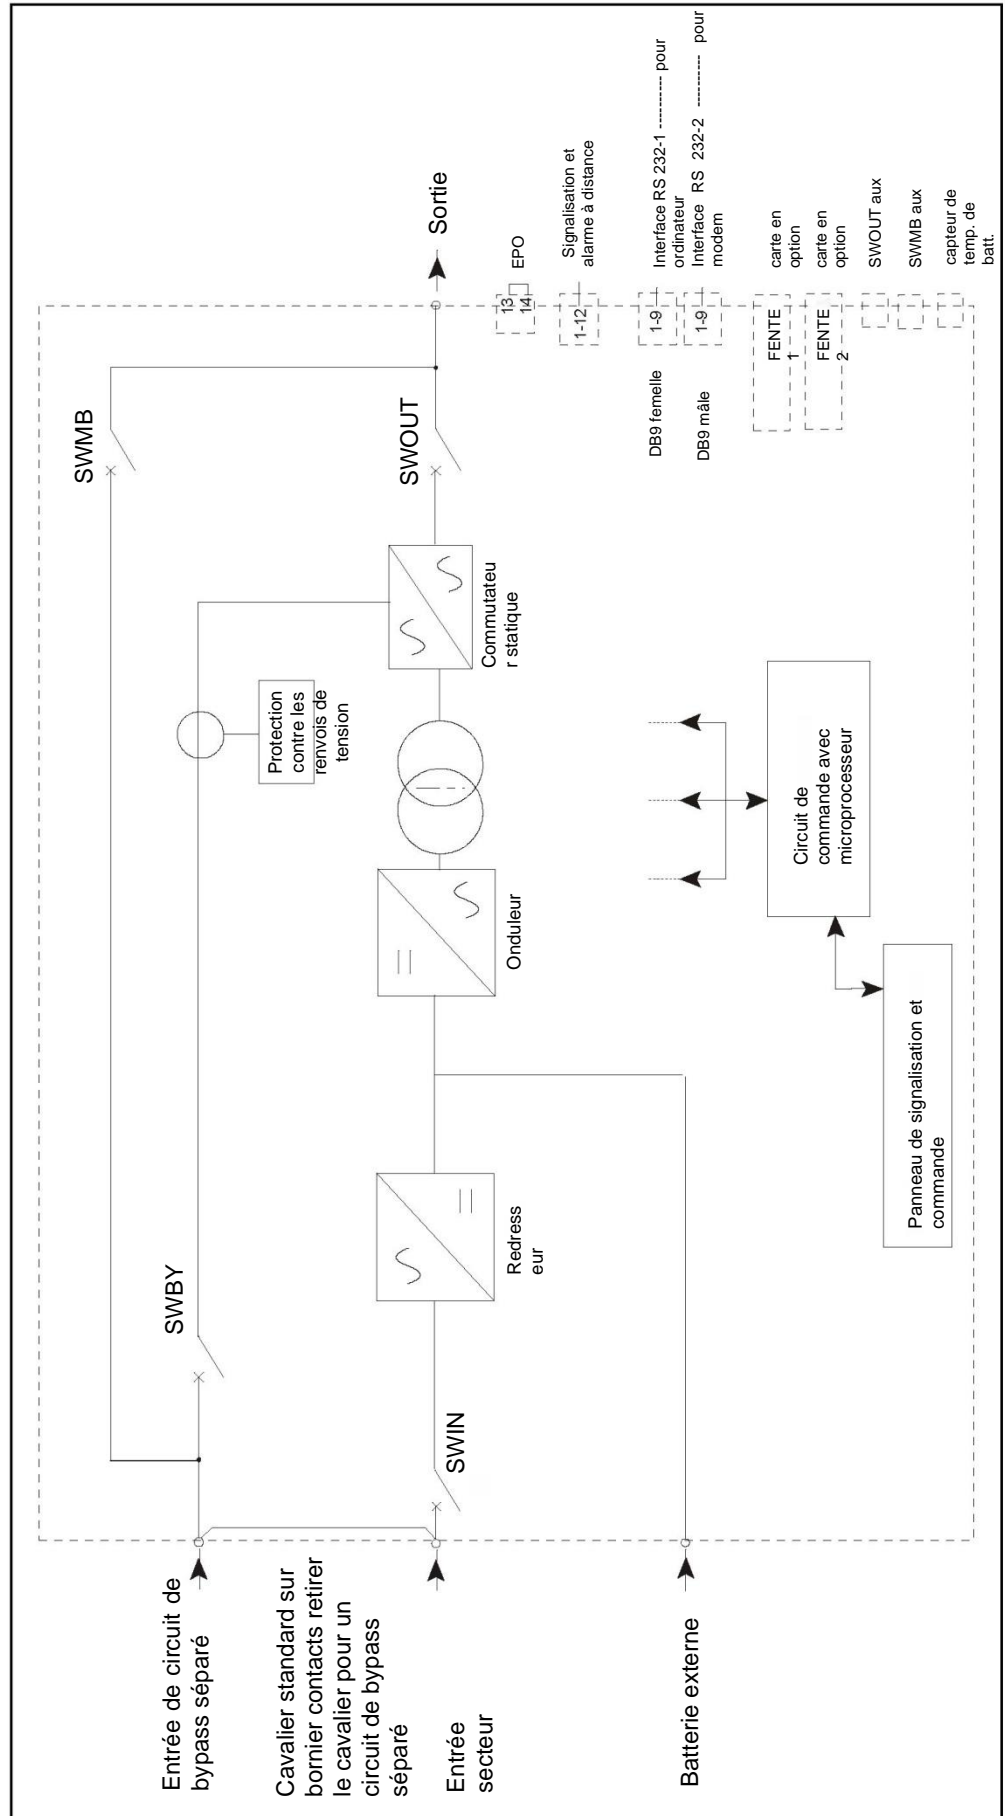 Entrée de circuit de
bypass séparé
Cavalier standard sur
bornier contacts retirer
le cavalier pour un
circuit de bypass
séparé
Entrée
secteur
Batterie externe
SWMB
SWBY
SWIN
SWOUT
Protection
contre les
renvois de
tension
Redress
eur
Onduleur
Commutateu
r statique
Sortie
Circuit de
commande avec
microprocesseur
Panneau de signalisation et
commande
13
14
EPO
1-12
Signalisation et
alarme à distance
DB9 femelle
1-9
Interface RS 232-1 ---------- pour
ordinateur
DB9 mâle
1-9
Interface RS 232-2 ---------- pour
modem
FENTE
1
carte en
option
FENTE
2
carte en
option
SWOUT aux
SWMB aux
capteur de
temp. de
batt.